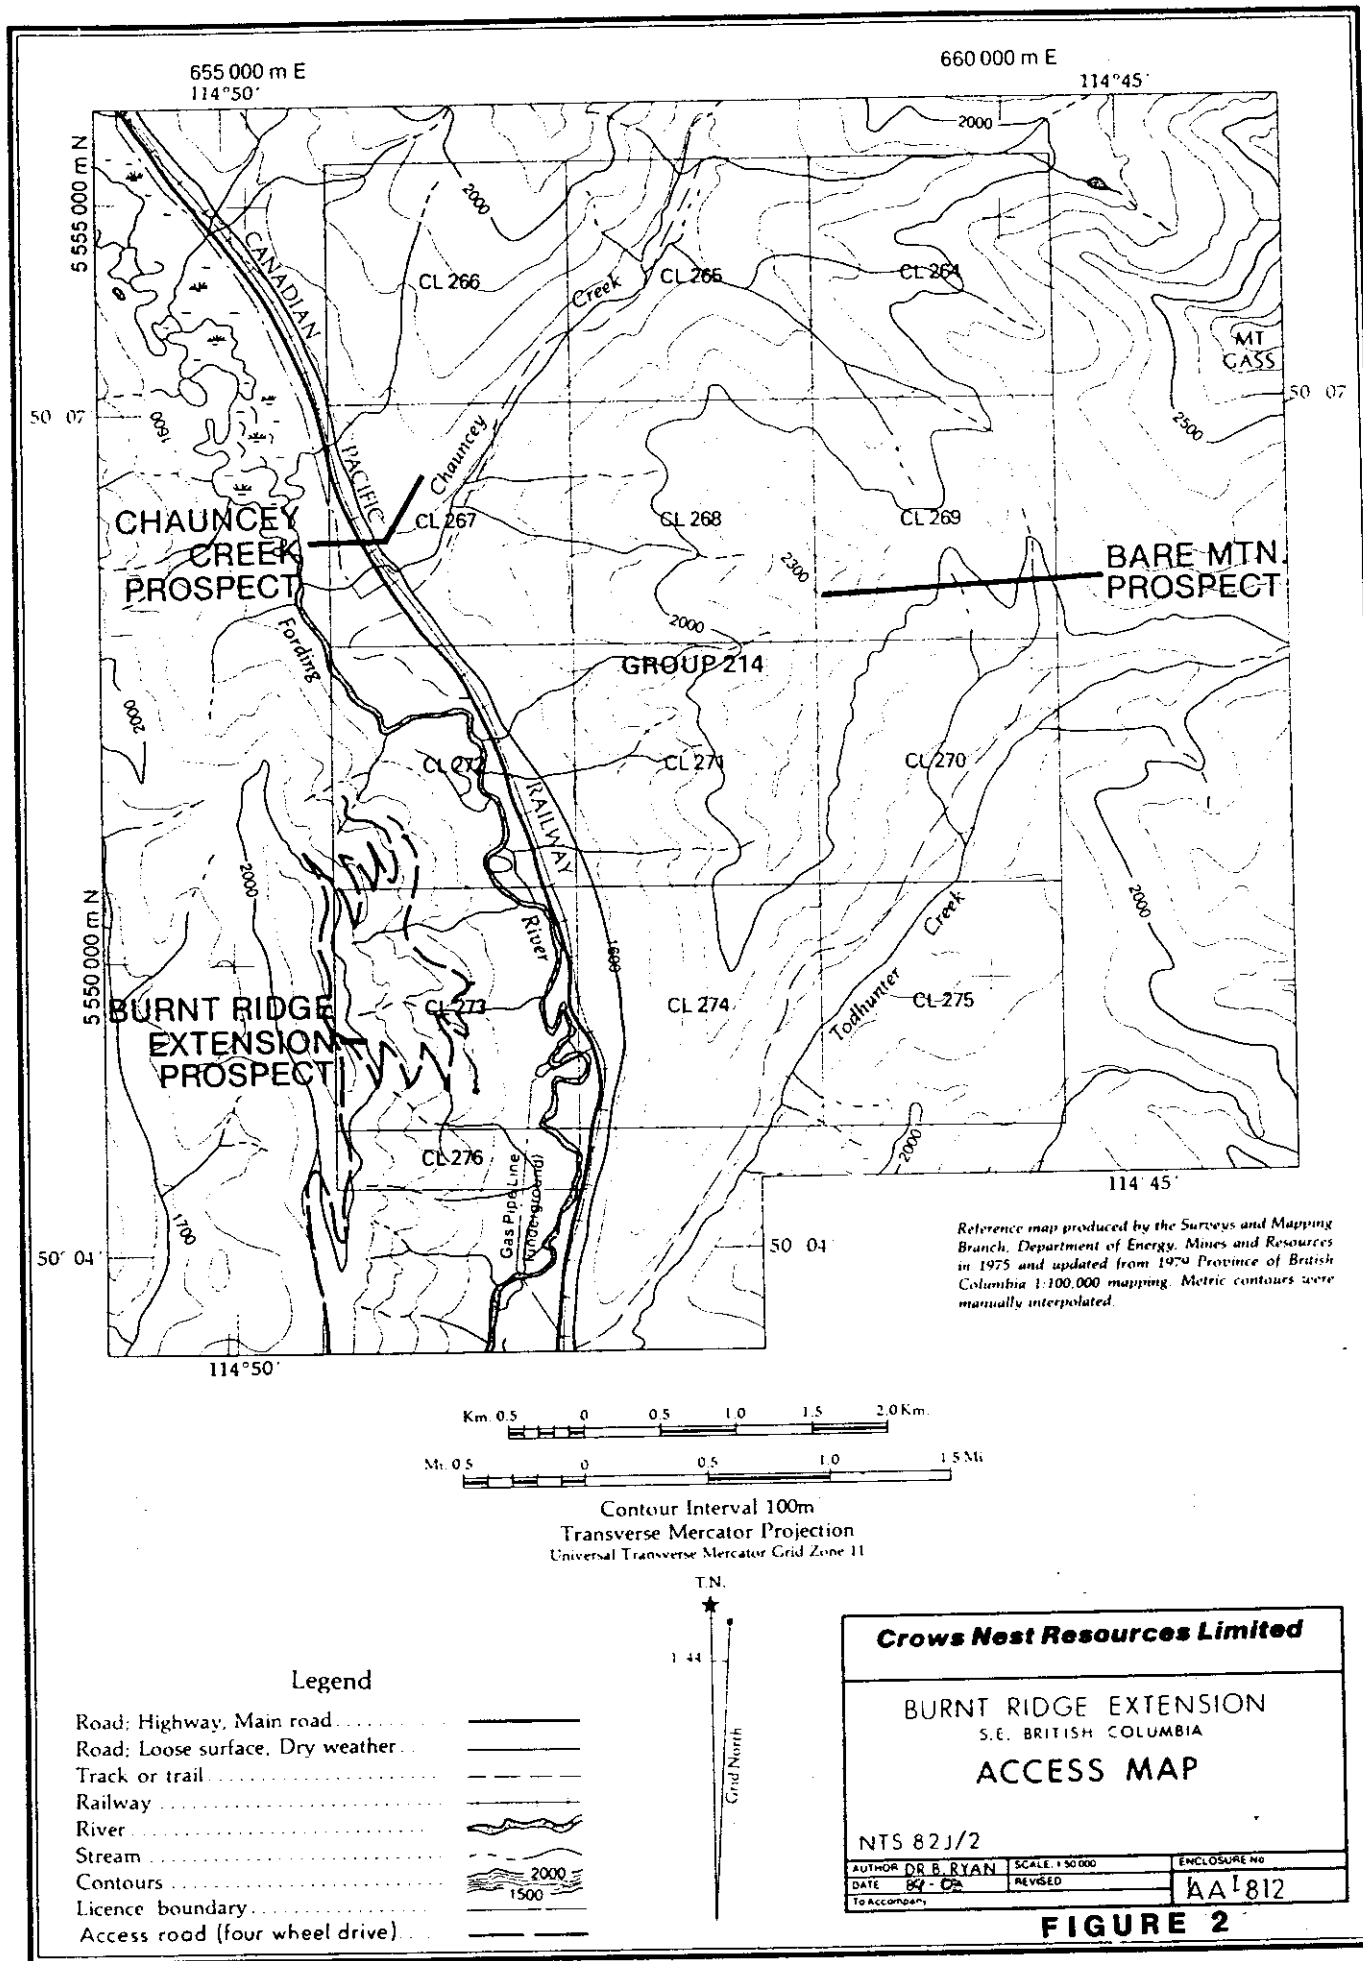 655 000 m E
114°50'
660 000 m E
114°45'
5 555 000 m N
2000
2000
CANADIAN
CL 266
Creek
CL 265
CL 264
MT
GASS
50 07
1600
50 07
2500
PACIFIC
Chauncey
CHAUNCEY
CREEK
PROSPECT
CL 267
CL 268
CL 269
2300
BARE MTN.
PROSPECT
Fording
2000
GROUP 214
2000
CL 272
CL 271
CL 270
RAILWAY
2000
2000
5 550 000 m N
River
1600
Creek
Todhunter
BURNT RIDGE
EXTENSION
PROSPECT
CL 273
CL 274
CL 275
2000
CL 276
Gas Pipe Line
(underground)
1700
114°45'
50° 04'
50 04'
114°50'
Reference map produced by the Surveys and Mapping
Branch, Department of Energy, Mines and Resources
in 1975 and updated from 1979 Province of British
Columbia 1:100,000 mapping. Metric contours were
manually interpolated.
Km. 0.5 0 0.5 1.0 1.5 2.0 Km.
Mi. 0.5 0 0.5 1.0 1.5 Mi
Contour Interval 100m
Transverse Mercator Projection
Universal Transverse Mercator Grid Zone 11
T.N.
1 44
Grid North
Legend
Road; Highway, Main road
Road; Loose surface, Dry weather
Track or trail
Railway
River
Stream
Contours
2000
1500
Licence boundary
Access road (four wheel drive)
Crows Nest Resources Limited
BURNT RIDGE EXTENSION
S.E. BRITISH COLUMBIA
ACCESS MAP
NTS 82J/2
AUTHOR DR B. RYAN
SCALE. 1:50000
ENCLOSURE NO
DATE
REVISED
AA 1812
To Accompany
FIGURE 2